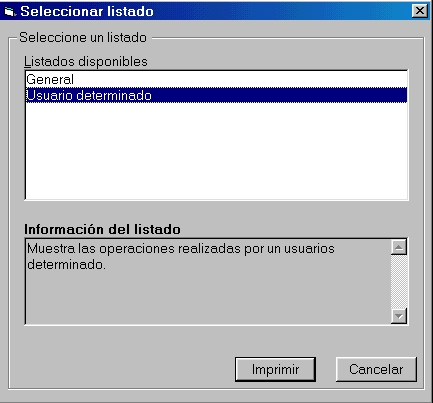 Seleccionar listado
Seleccione un listado
Listados disponibles
General
Usuario determinado
Información del listado
Muestra las operaciones realizadas por un usuarios
determinado.
Imprimir
Cancelar